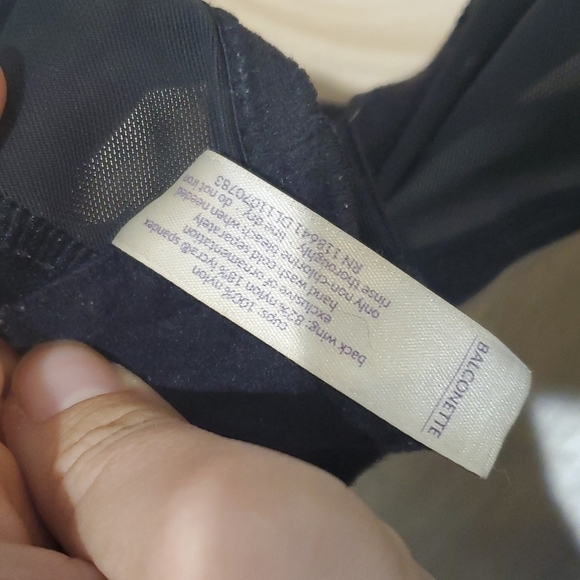 BALCONETTE
cups: 100% nylon
back wing: 82% nylon 18% lycra® spandex
exclusive of ornamentation
hand wash cold separately
only non-chlorine bleach when needed
rinse thoroughly line dry do not iron
RN 138641 DL11070783